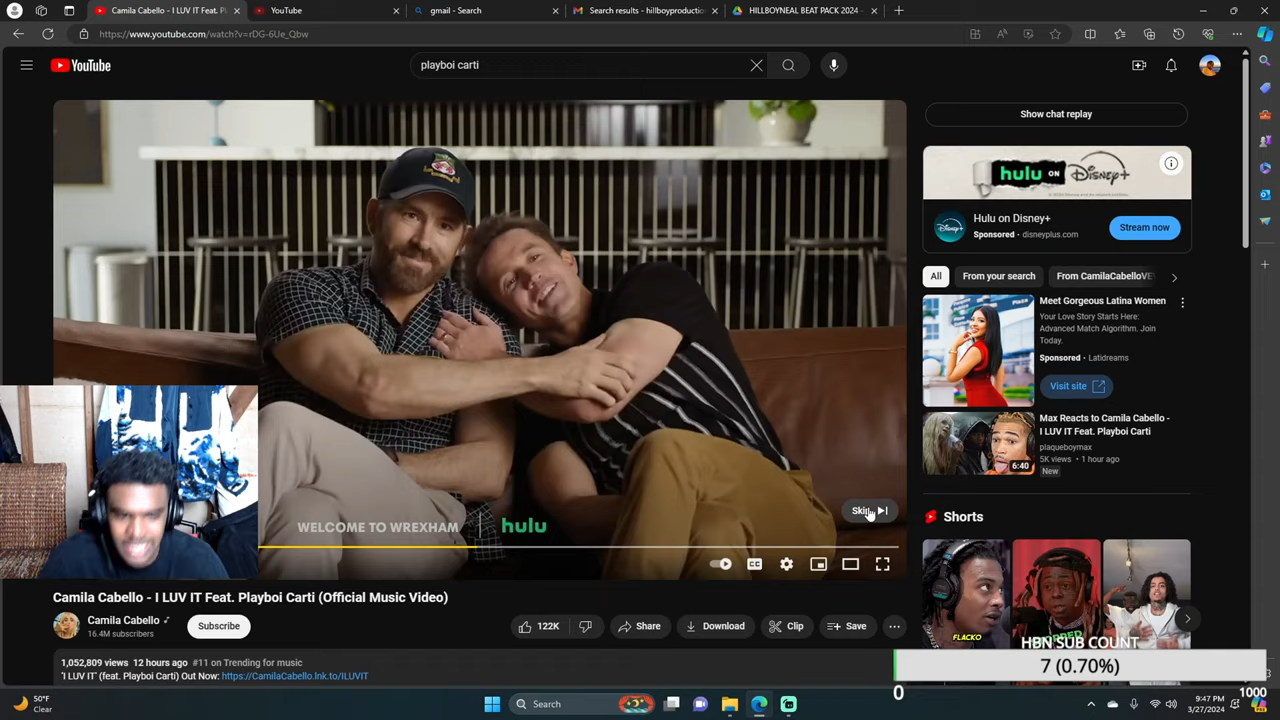 Camila Cabello - I LUV IT Feat. Pl
YouTube
gmail - Search
Search results - hillboyproductio
HILLBOYNEAL BEAT PACK 2024 -
https://www.youtube.com/watch?v=rDG-6Ue_Qbw
YouTube
playboi carti
Show chat replay
hulu ON Disney+
Hulu on Disney+
Sponsored • disneyplus.com
Stream now
All
From your search
From CamilaCabelloVE
Meet Gorgeous Latina Women
Your Love Story Starts Here:
Advanced Match Algorithm. Join
Today.
Sponsored • Latidreams
Visit site
Max Reacts to Camila Cabello -
I LUV IT Feat. Playboi Carti
plaqueboymax
5K views • 1 hour ago
New
6:40
WELCOME TO WREXHAM | hulu
Skip
CC
Shorts
FLACKO
Camila Cabello - I LUV IT Feat. Playboi Carti (Official Music Video)
Camila Cabello
16.4M subscribers
Subscribe
122K
Share
Download
Clip
Save
1,052,809 views 12 hours ago #11 on Trending for music
'I LUV IT' (feat. Playboi Carti) Out Now: https://CamilaCabello.lnk.to/ILUVIT
HBN SUB COUNT
7 (0.70%)
0
1000
50°F
Clear
Search
9:47 PM
3/27/2024